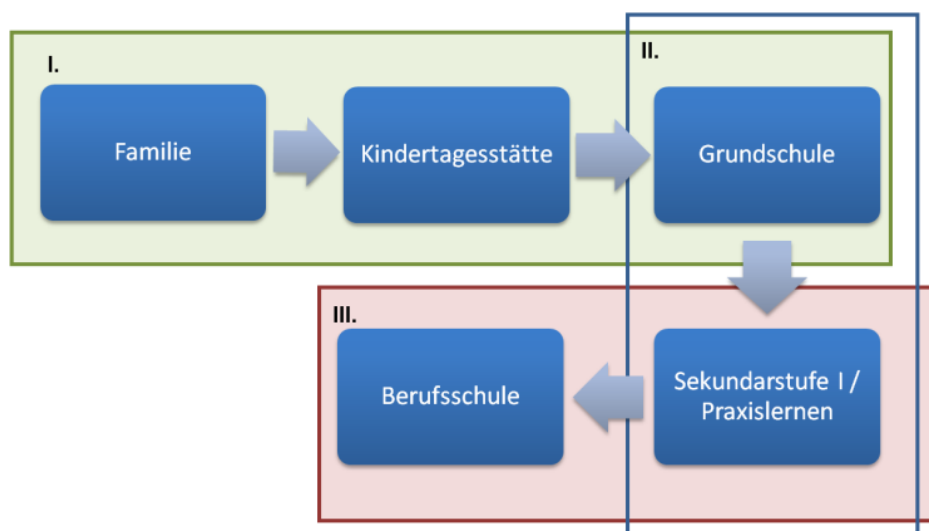 I.
II.
Familie
Kindertagesstätte
Grundschule
III.
Berufsschule
Sekundarstufe I /
Praxislernen